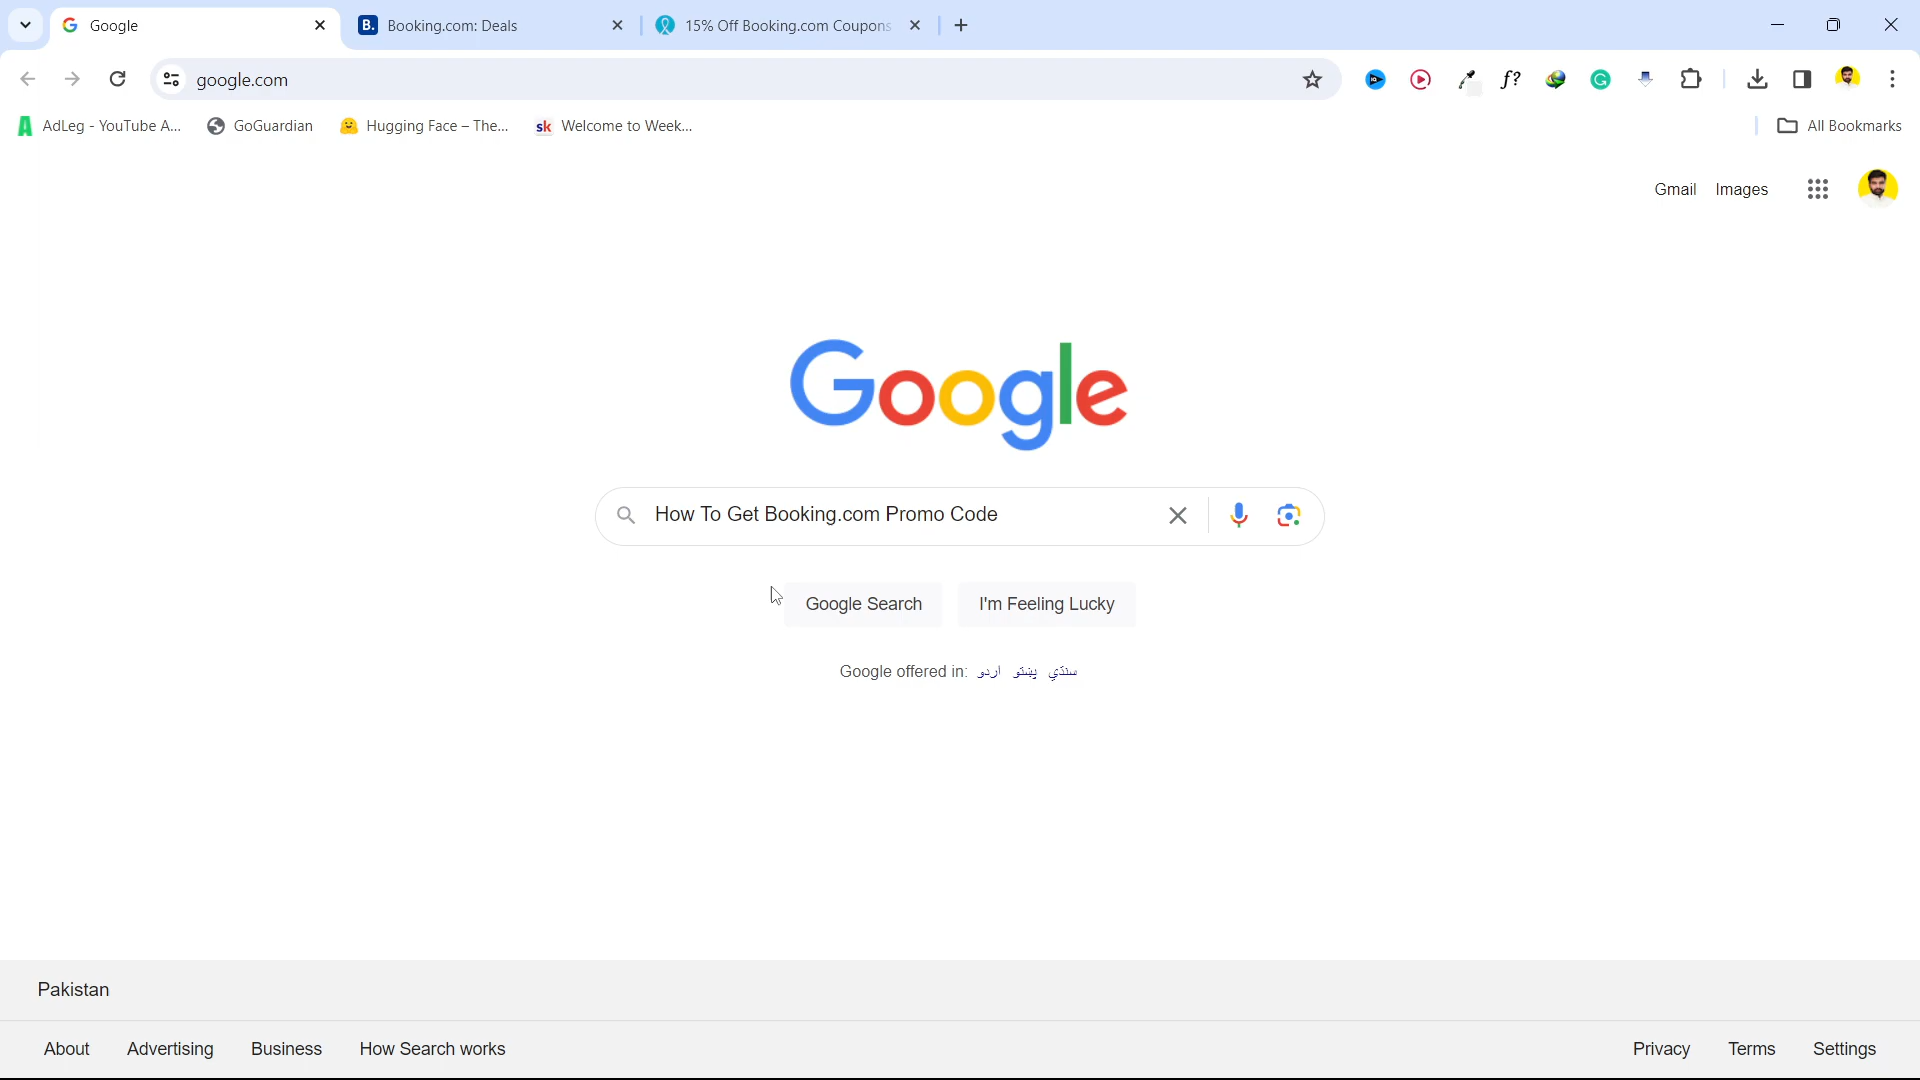 Google
Booking.com: Deals
15% Off Booking.com Coupons
google.com
AdLeg - YouTube A...
GoGuardian
Hugging Face – The...
sk Welcome to Week...
All Bookmarks
Gmail
Images
Google
How To Get Booking.com Promo Code
Google Search
I'm Feeling Lucky
Google offered in: اردو پښتو سنڌي
Pakistan
About
Advertising
Business
How Search works
Privacy
Terms
Settings